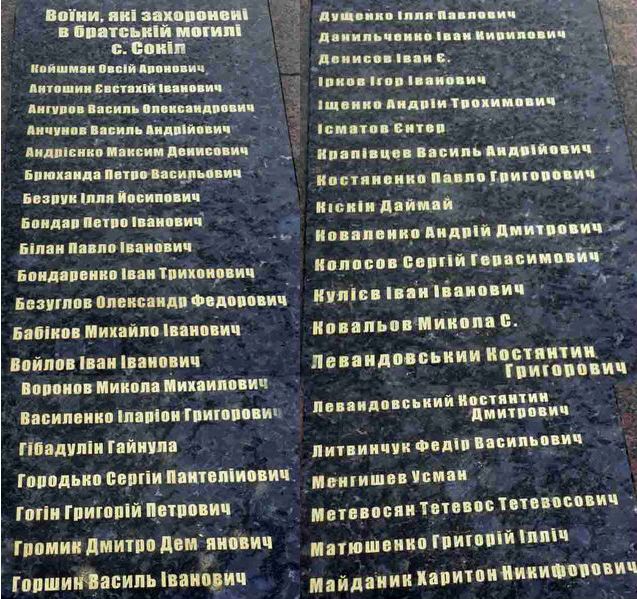 Воїни, які захоронені
в братській могилі
с. Сокіл
Койшман Овсій Аронович
Антошин Євстахій Іванович
Ангуров Василь Олександрович
Анчунов Василь Андрійович
Андрієнко Максим Денисович
Брюханда Петро Васильович
Безрук Ілля Йосипович
Бондар Петро Іванович
Білан Павло Іванович
Бондаренко Іван Трихонович
Безуглов Олександр Федорович
Бабіков Михайло Іванович
Войлов Іван Іванович
Воронов Микола Михаилович
Василенко Іларіон Григорович
Гібадулін Гайнула
Городько Сергіи Пантеліиович
Гогін Григорій Петрович
Громик Дмитро Дем`янович
Горшин Василь Іванович
Дущенко Ілля Павлович
Данильченко Іван Кирилович
Денисов Іван Є.
Ірков Ігор Іванович
Іщенко Андрій Трохимович
Ісматов Єнтер
Крапівцев Василь Андрійович
Костяненко Павло Григорович
Кіскін Даймай
Коваленко Андрій Дмитрович
Колосов Сергій Герасимович
Кулієв Іван Іванович
Ковальов Микола С.
Левандовськии Костянтин
Григорович
Левандовський Костянтин
Дмитрович
Литвинчук Федір Васильович
Менгишев Усман
Метевосян Тетевос Тетевосович
Матюшенко Григорій Ілліч
Майданик Харитон Никифорович